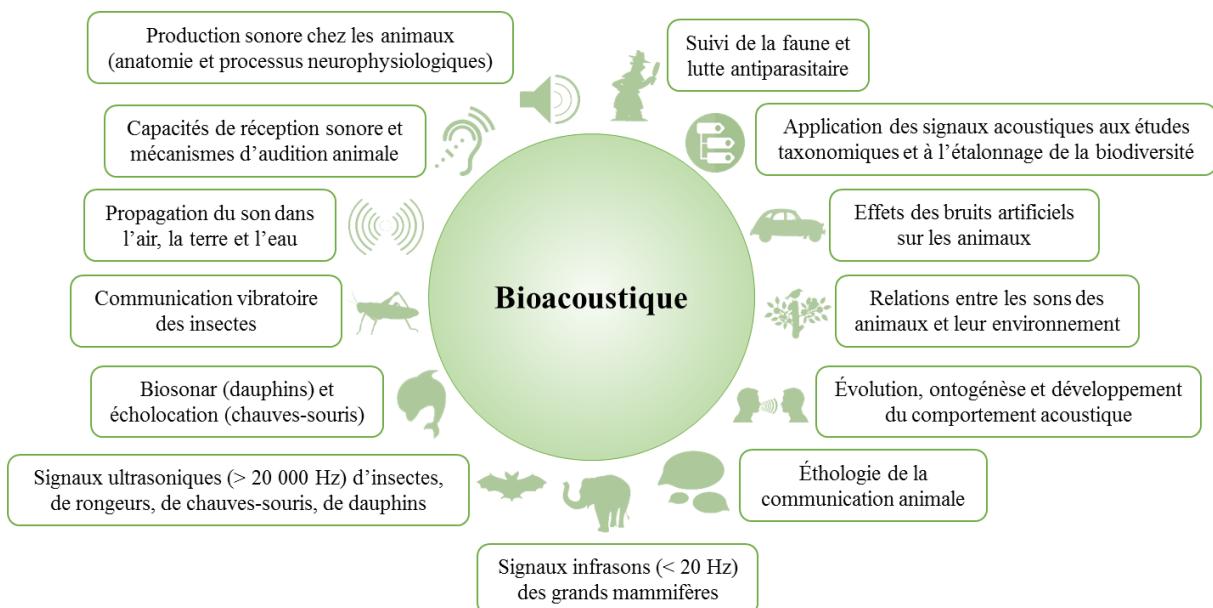 Production sonore chez les animaux
(anatomie et processus neurophysiologiques)
Suivi de la faune et
lutte antiparasitaire
Capacités de réception sonore et
mécanismes d’audition animale
Application des signaux acoustiques aux études
taxonomiques et à l’étalonnage de la biodiversité
Propagation du son dans
l’air, la terre et l’eau
Effets des bruits artificiels
sur les animaux
Communication vibratoire
des insectes
Bioacoustique
Relations entre les sons des
animaux et leur environnement
Biosonar (dauphins) et
écholocation (chauves-souris)
Évolution, ontogénèse et développement
du comportement acoustique
Signaux ultrasoniques (> 20 000 Hz) d’insectes,
de rongeurs, de chauves-souris, de dauphins
Éthologie de la
communication animale
Signaux infrasons (< 20 Hz)
des grands mammifères